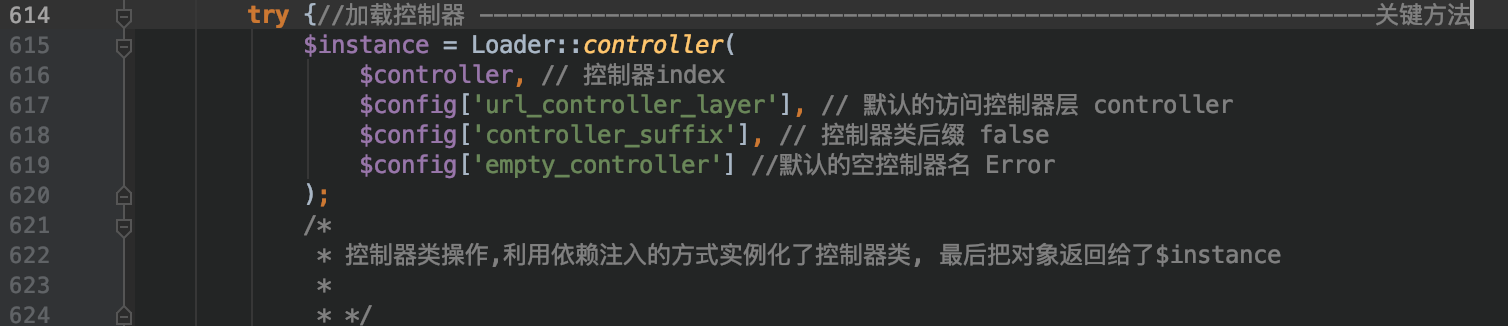 614 try {//加载控制器 ----------------------------------------------------------------关键方法
615 $instance = Loader::controller(
616 $controller, // 控制器index
617 $config['url_controller_layer'], // 默认的访问控制器层 controller
618 $config['controller_suffix'], // 控制器类后缀 false
619 $config['empty_controller'] //默认的空控制器名 Error
620 );
621 /*
622 * 控制器类操作,利用依赖注入的方式实例化了控制器类, 最后把对象返回给了$instance
623 *
624 * */